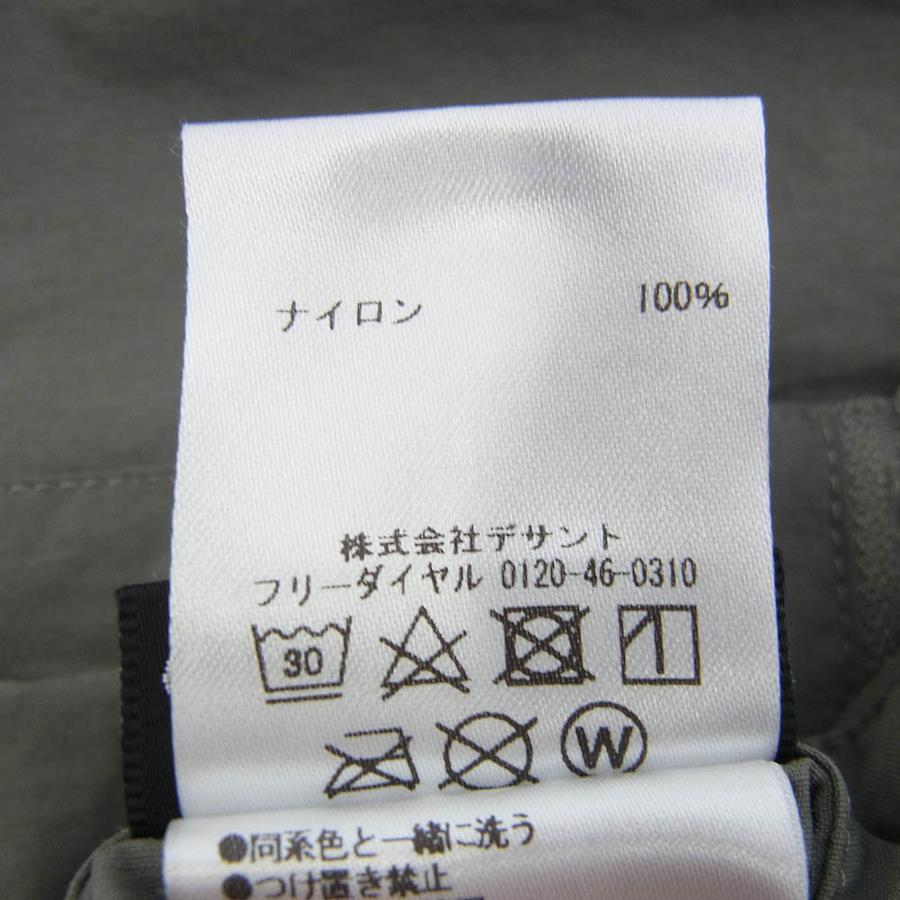 ナイロン 100%
株式会社デサント
フリーダイヤル 0120-46-0310
30
W
●同系色と一緒に洗う
●つけ置き禁止